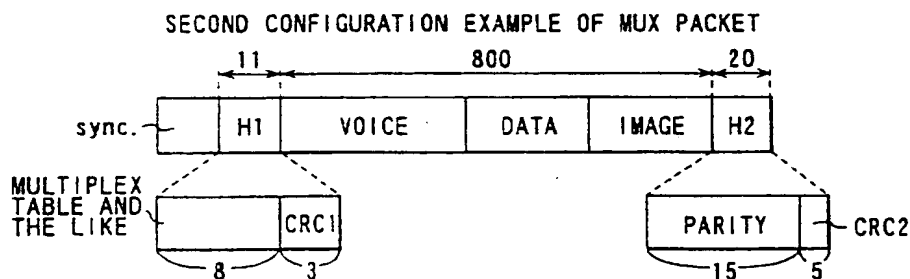 SECOND CONFIGURATION EXAMPLE OF MUX PACKET
11 800 20
sync. H1 VOICE DATA IMAGE H2
MULTIPLEX
TABLE AND
THE LIKE
CRC1 PARITY CRC2
8 3 15 5